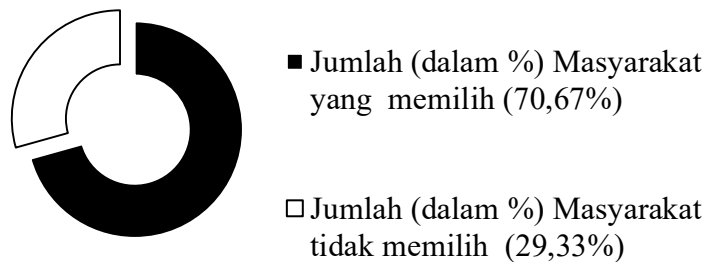 Jumlah (dalam %) Masyarakat
yang memilih (70,67%)
Jumlah (dalam %) Masyarakat
tidak memilih (29,33%)